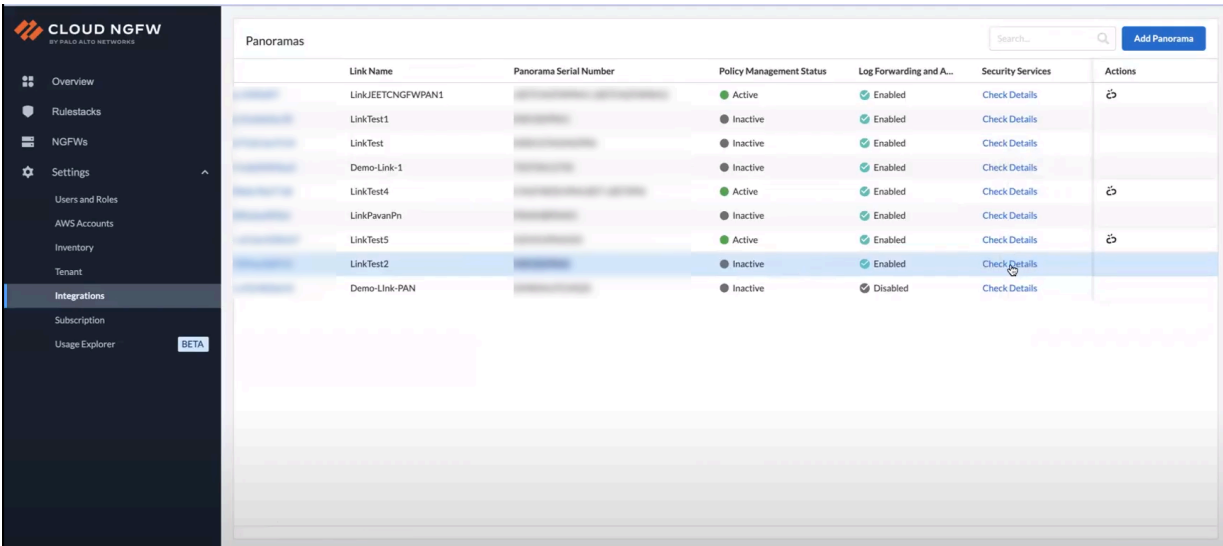 CLOUD NGFW
BY PALO ALTO NETWORKS
Overview
Rulestacks
NGFWs
Settings
Users and Roles
AWS Accounts
Inventory
Tenant
Integrations
Subscription
Usage Explorer BETA
Panoramas Search... Add Panorama
Link Name Panorama Serial Number Policy Management Status Log Forwarding and A... Security Services Actions
LinkJEETCNGFWPAN1 Active Enabled Check Details
LinkTest1 Inactive Enabled Check Details
LinkTest Inactive Enabled Check Details
Demo-Link-1 Inactive Enabled Check Details
LinkTest4 Active Enabled Check Details
LinkPavanPn Inactive Enabled Check Details
LinkTest5 Active Enabled Check Details
LinkTest2 Inactive Enabled Check Details
Demo-LInk-PAN Inactive Disabled Check Details